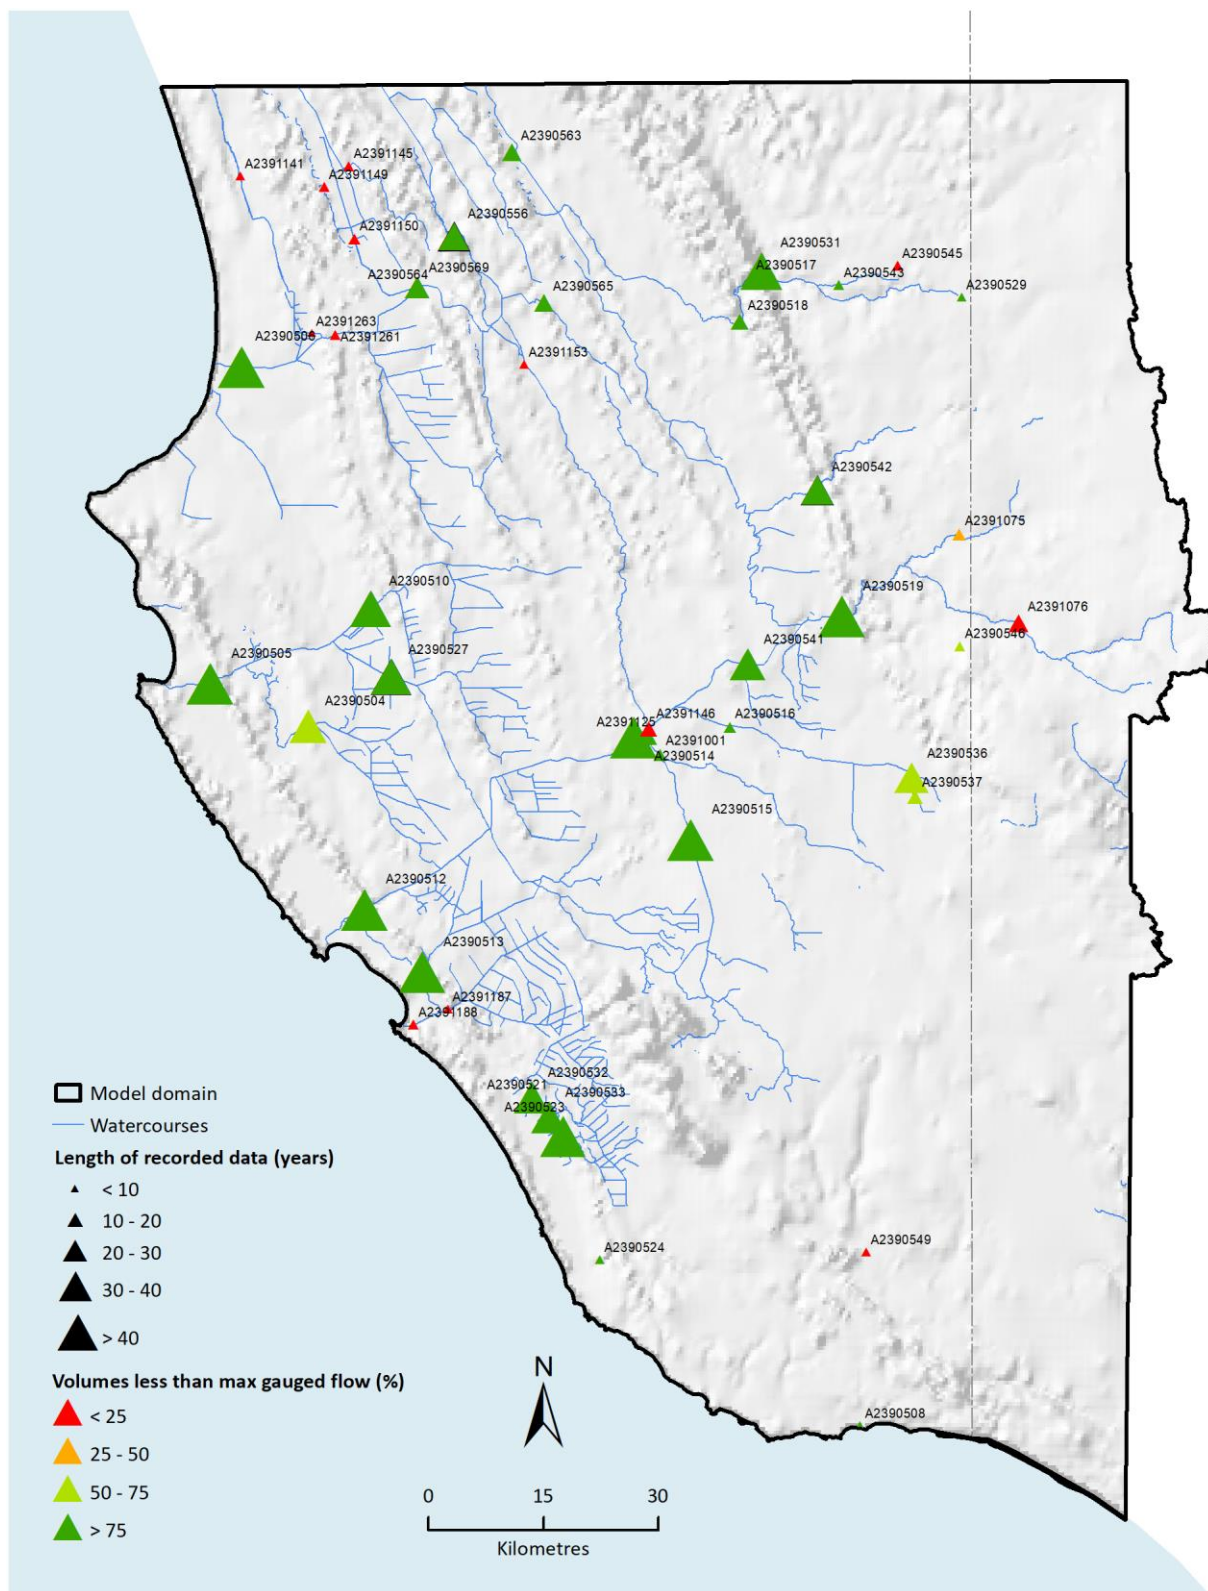 A2390563
A2391145
A2391141
A2391149
A2390556
A2391150
A2390531
A2390569
A2390517
A2390545
A2390564
A2390543
A2390529
A2390565
A2390518
A2391263
A2390506
A2391261
A2391153
A2390542
A2391075
A2390510
A2390519
A2391076
A2390541
A2390546
A2390505
A2390527
A2390504
A2391146
A2390516
A2391125
A2391001
A2390514
A2390536
A2390537
A2390515
A2390512
A2390513
A2391187
A2391188
A2390532
A2390521
A2390533
A2390523
A2390524
A2390549
A2390508
Model domain
Watercourses
Length of recorded data (years)
< 10
10 - 20
20 - 30
30 - 40
> 40
Volumes less than max gauged flow (%)
< 25
25 - 50
50 - 75
> 75
N
0 15 30
Kilometres